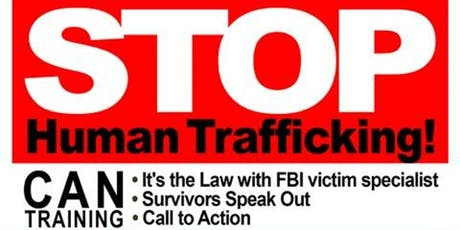 STOP
Human Trafficking!
CAN TRAINING
• It's the Law with FBI victim specialist
• Survivors Speak Out
• Call to Action